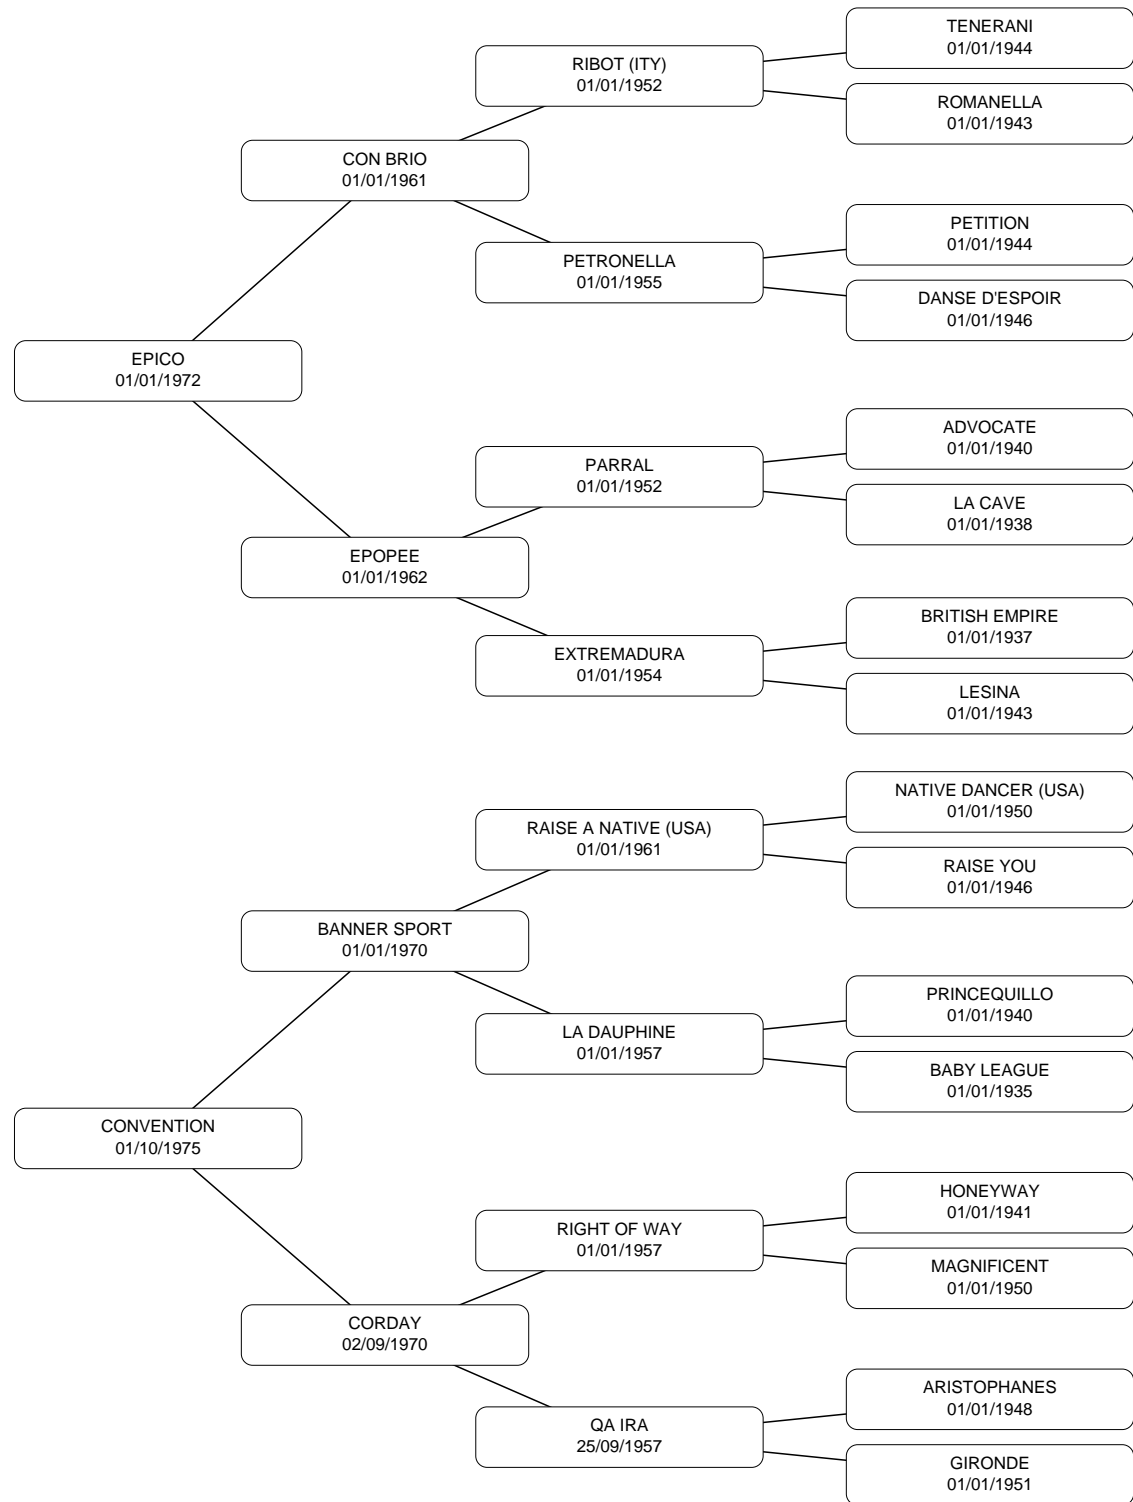 TENERANI
01/01/1944
RIBOT (ITY)
01/01/1952
ROMANELLA
01/01/1943
CON BRIO
01/01/1961
PETITION
01/01/1944
PETRONELLA
01/01/1955
DANSE D'ESPOIR
01/01/1946
EPICO
01/01/1972
ADVOCATE
01/01/1940
PARRAL
01/01/1952
LA CAVE
01/01/1938
EPOPEE
01/01/1962
BRITISH EMPIRE
01/01/1937
EXTREMADURA
01/01/1954
LESINA
01/01/1943
NATIVE DANCER (USA)
01/01/1950
RAISE A NATIVE (USA)
01/01/1961
RAISE YOU
01/01/1946
BANNER SPORT
01/01/1970
PRINCEQUILLO
01/01/1940
LA DAUPHINE
01/01/1957
BABY LEAGUE
01/01/1935
CONVENTION
01/10/1975
HONEYWAY
01/01/1941
RIGHT OF WAY
01/01/1957
MAGNIFICENT
01/01/1950
CORDAY
02/09/1970
ARISTOPHANES
01/01/1948
QA IRA
25/09/1957
GIRONDE
01/01/1951